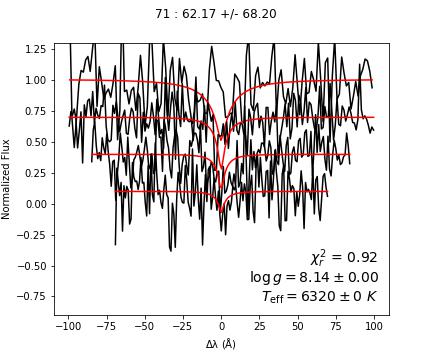 71 : 62.17 +/- 68.20
Normalized Flux
1.25
1.00
0.75
0.50
0.25
0.00
−0.25
−0.50
−0.75
χ²ᵣ = 0.92
log g = 8.14 ± 0.00
T_eff = 6320 ± 0 K
−100 −75 −50 −25 0 25 50 75 100
Δλ (Å)